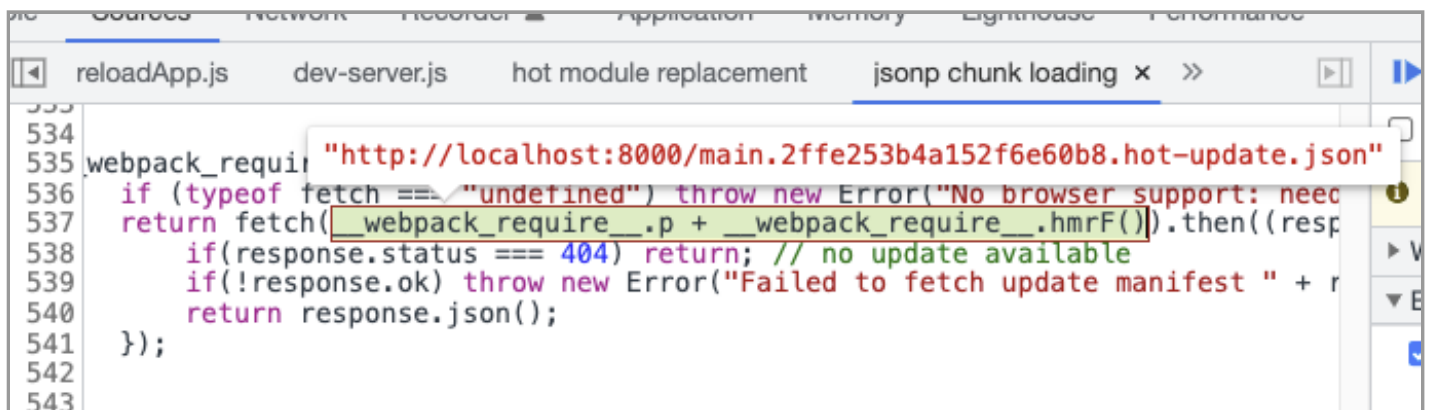 Sources Network Recorder Application Memory Lighthouse Performance
reloadApp.js dev-server.js hot module replacement jsonp chunk loading × »
533
534
"http://localhost:8000/main.2ffe253b4a152f6e60b8.hot-update.json"
535 _webpack_requir
536 if (typeof fetch === "undefined") throw new Error("No browser support: need
537 return fetch(__webpack_require__.p + __webpack_require__.hmrF()).then((resp
538 if(response.status === 404) return; // no update available
539 if(!response.ok) throw new Error("Failed to fetch update manifest " + r
540 return response.json();
541 });
542
543